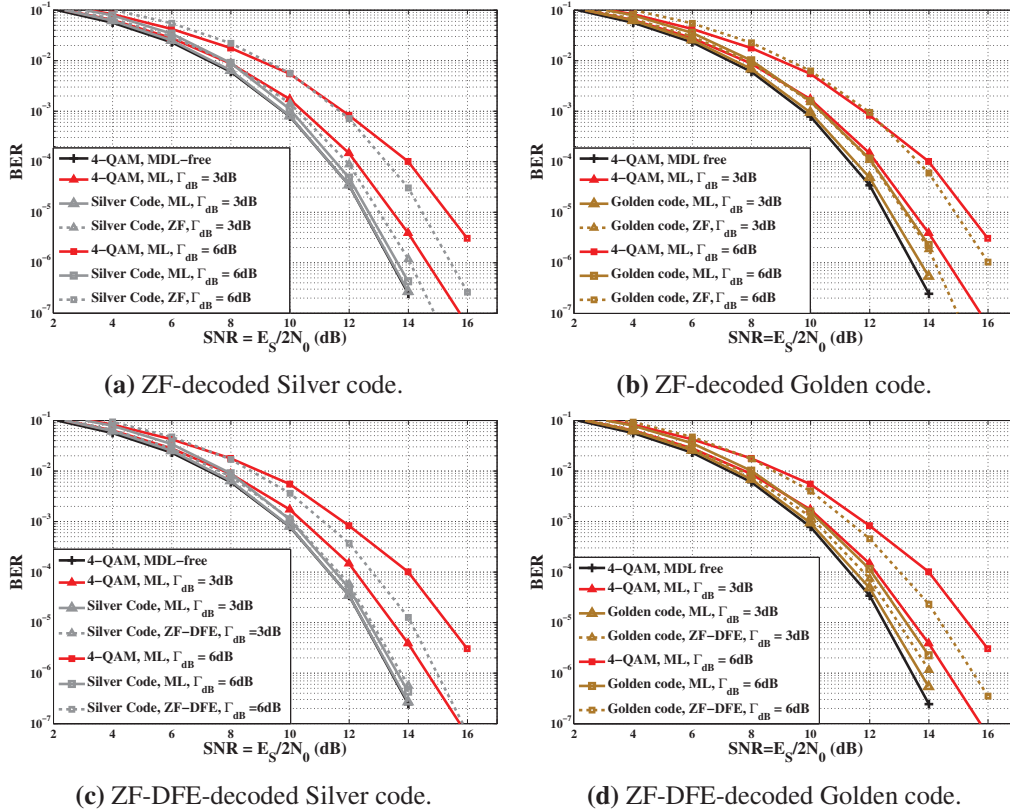 10⁻¹
10⁻²
10⁻³
10⁻⁴
10⁻⁵
10⁻⁶
10⁻⁷
BER
4−QAM, MDL−free
4−QAM, ML, Γ_dB = 3dB
Silver Code, ML, Γ_dB = 3dB
Silver Code, ZF, Γ_dB = 3dB
4−QAM, ML, Γ_dB = 6dB
Silver Code, ML, Γ_dB = 6dB
Silver Code, ZF, Γ_dB = 6dB
2 4 6 8 10 12 14 16
SNR = E_S/2N_0 (dB)
(a) ZF-decoded Silver code.
10⁻¹
10⁻²
10⁻³
10⁻⁴
10⁻⁵
10⁻⁶
10⁻⁷
BER
4−QAM, MDL free
4−QAM, ML, Γ_dB = 3dB
Golden code, ML, Γ_dB = 3dB
Golden code, ZF, Γ_dB = 3dB
4−QAM, ML, Γ_dB = 6dB
Golden code, ML, Γ_dB = 6dB
Golden code, ZF, Γ_dB = 6dB
2 4 6 8 10 12 14 16
SNR=E_S/2N_0 (dB)
(b) ZF-decoded Golden code.
10⁻¹
10⁻²
10⁻³
10⁻⁴
10⁻⁵
10⁻⁶
10⁻⁷
BER
4−QAM, MDL−free
4−QAM, ML, Γ_dB = 3dB
Silver Code, ML, Γ_dB = 3dB
Silver Code, ZF−DFE, Γ_dB =3dB
4−QAM, ML, Γ_dB = 6dB
Silver Code, ML, Γ_dB = 6dB
Silver Code, ZF−DFE, Γ_dB =6dB
2 4 6 8 10 12 14 16
SNR = E_S/2N_0 (dB)
(c) ZF-DFE-decoded Silver code.
10⁻¹
10⁻²
10⁻³
10⁻⁴
10⁻⁵
10⁻⁶
10⁻⁷
BER
4−QAM, MDL free
4−QAM, ML, Γ_dB = 3dB
Golden code, ML, Γ_dB = 3dB
Golden code, ZF−DFE, Γ_dB = 3dB
4−QAM, ML, Γ_dB = 6dB
Golden code, ML, Γ_dB = 6dB
Golden code, ZF−DFE, Γ_dB = 6dB
2 4 6 8 10 12 14 16
SNR=E_S/2N_0 (dB)
(d) ZF-DFE-decoded Golden code.